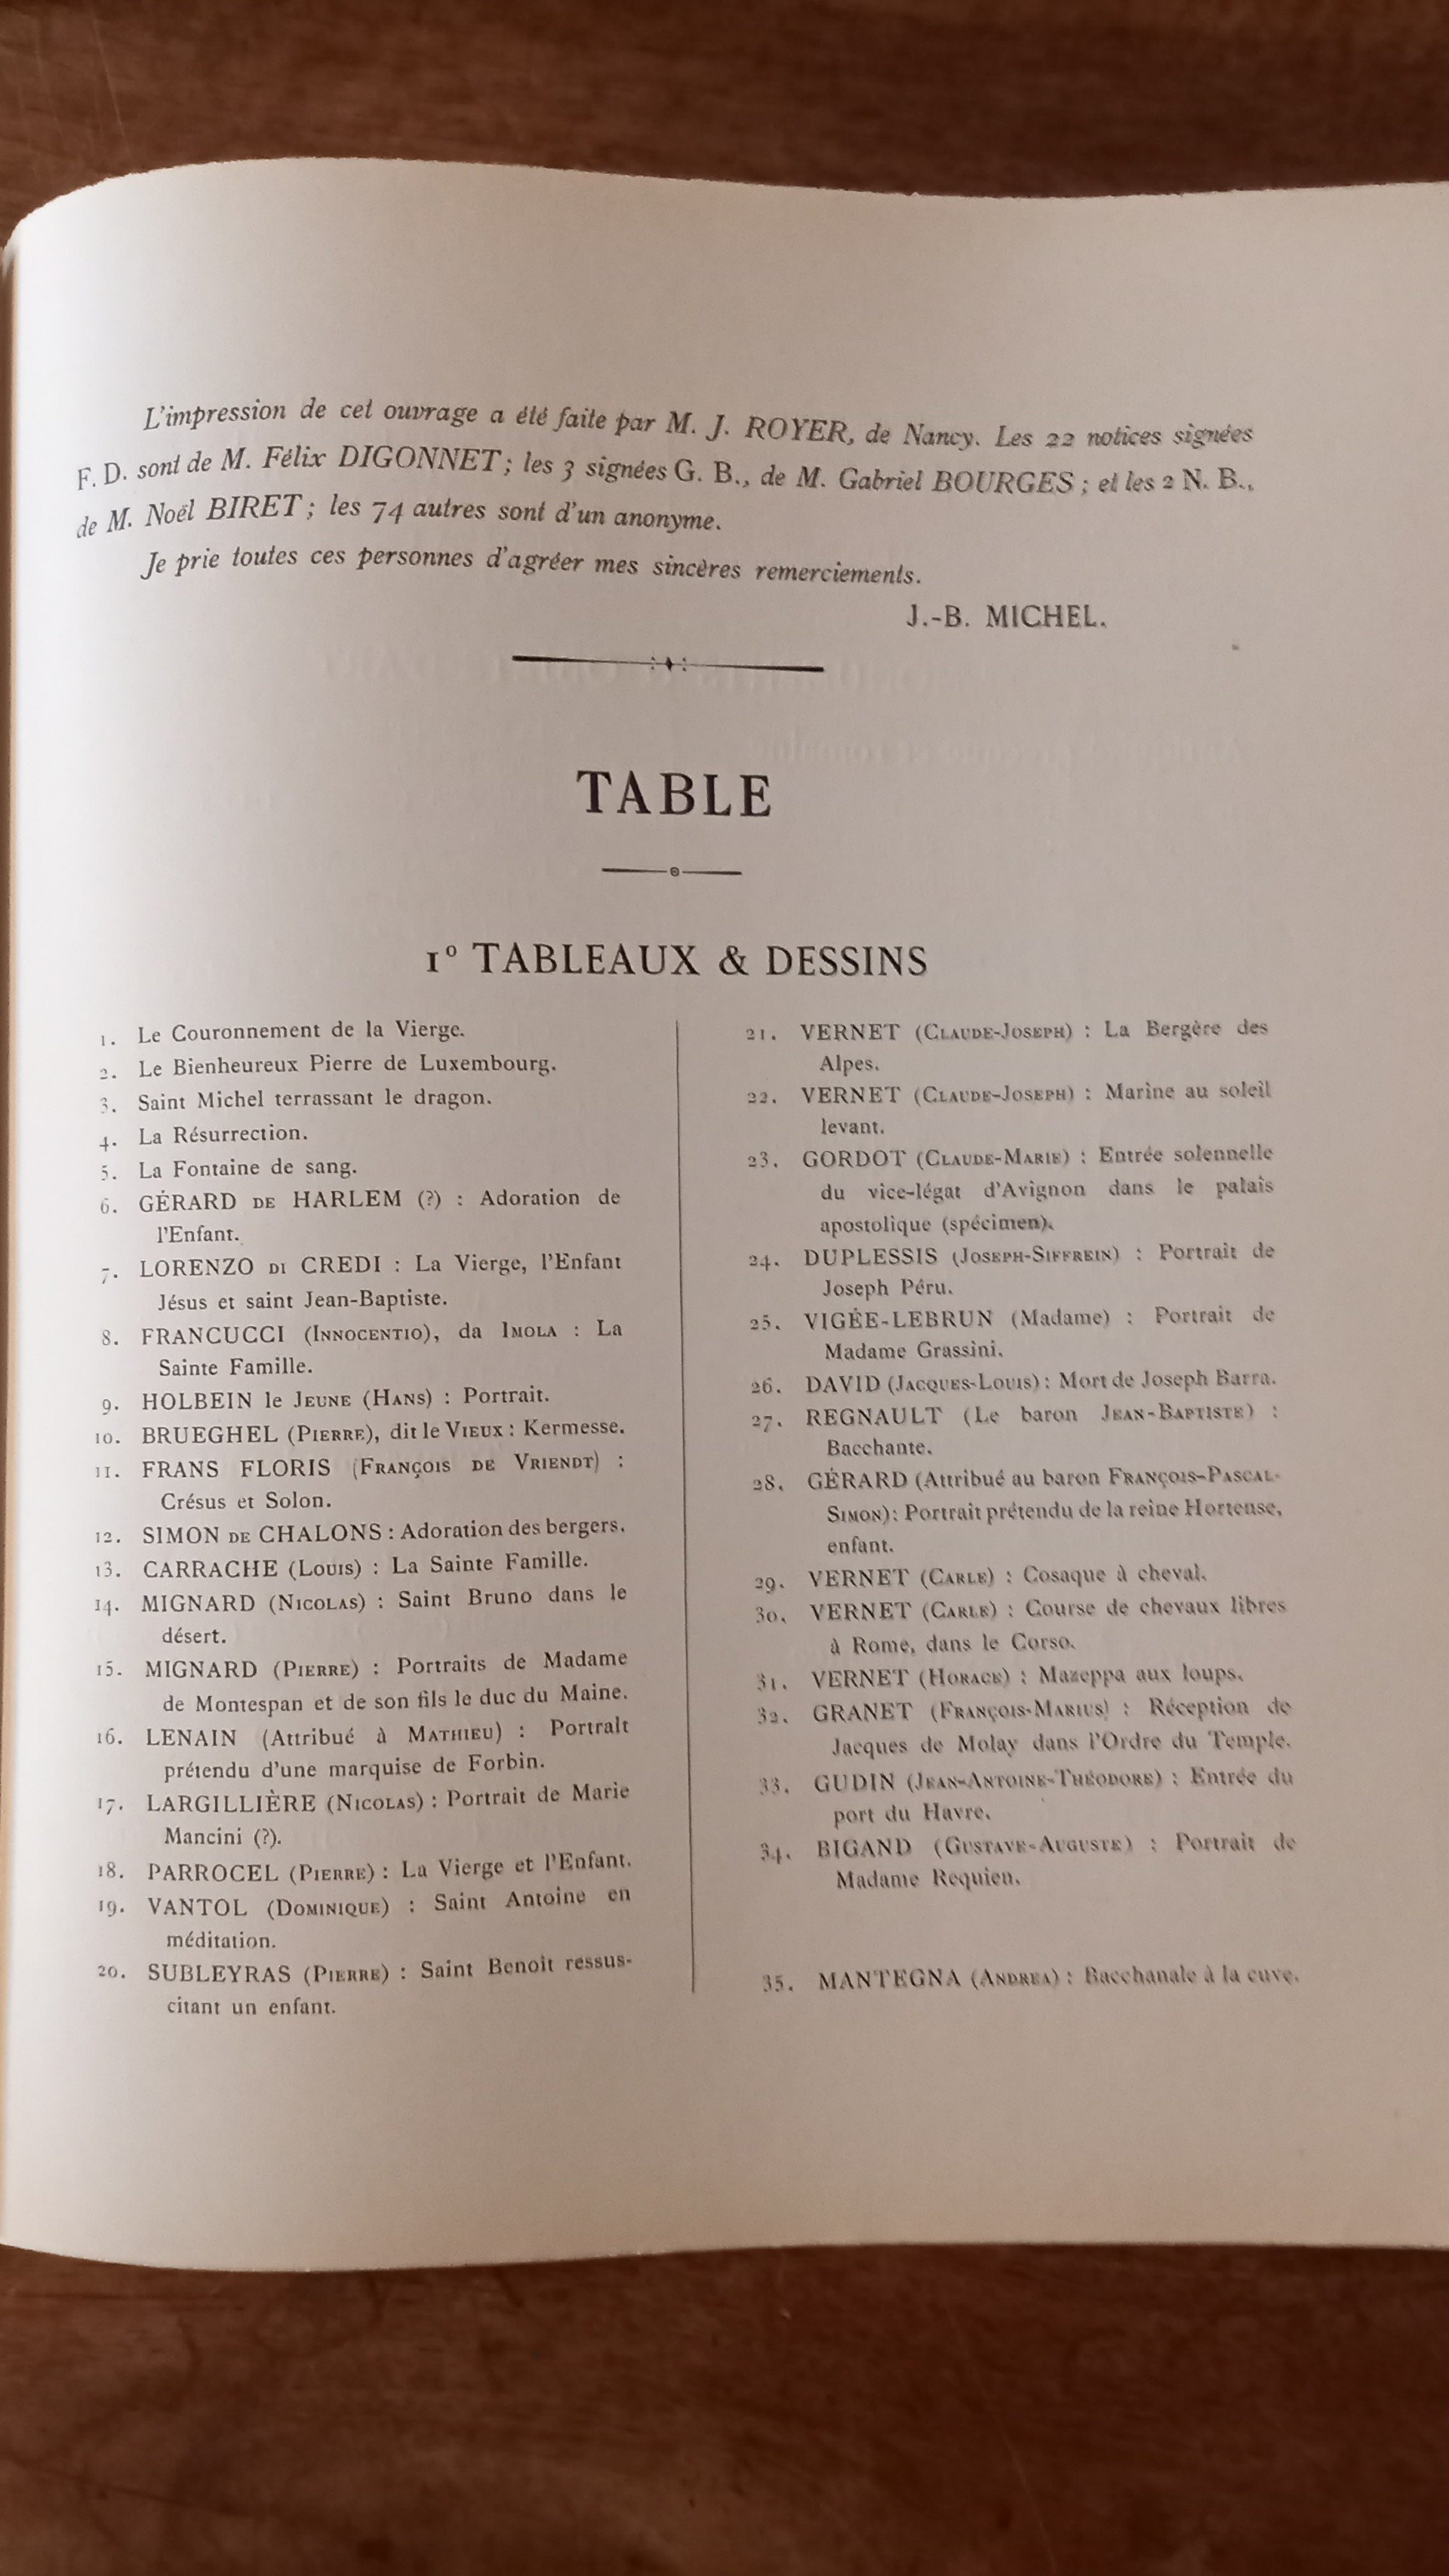 L'impression de cet ouvrage a été faite par M. J. ROYER, de Nancy. Les 22 notices signées
F. D. sont de M. Félix DIGONNET ; les 3 signées G. B., de M. Gabriel BOURGES ; et les 2 N. B.,
de M. Noël BIRET ; les 74 autres sont d'un anonyme.
Je prie toutes ces personnes d'agréer mes sincères remerciements.
J.-B. MICHEL.
TABLE
1º TABLEAUX & DESSINS
1. Le Couronnement de la Vierge.
2. Le Bienheureux Pierre de Luxembourg.
3. Saint Michel terrassant le dragon.
4. La Résurrection.
5. La Fontaine de sang.
6. GÉRARD DE HARLEM (?) : Adoration de
l'Enfant.
7. LORENZO DI CREDI : La Vierge, l'Enfant
Jésus et saint Jean-Baptiste.
8. FRANCUCCI (INNOCENTIO), da IMOLA : La
Sainte Famille.
9. HOLBEIN le JEUNE (HANS) : Portrait.
10. BRUEGHEL (PIERRE), dit le VIEUX : Kermesse.
11. FRANS FLORIS (FRANÇOIS DE VRIENDT) :
Crésus et Solon.
12. SIMON DE CHALONS : Adoration des bergers.
13. CARRACHE (LOUIS) : La Sainte Famille.
14. MIGNARD (NICOLAS) : Saint Bruno dans le
désert.
15. MIGNARD (PIERRE) : Portraits de Madame
de Montespan et de son fils le duc du Maine.
16. LENAIN (Attribué à MATHIEU) : Portrait
prétendu d'une marquise de Forbin.
17. LARGILLIÈRE (NICOLAS) : Portrait de Marie
Mancini (?).
18. PARROCEL (PIERRE) : La Vierge et l'Enfant.
19. VANTOL (DOMINIQUE) : Saint Antoine en
méditation.
20. SUBLEYRAS (PIERRE) : Saint Benoît ressus-
citant un enfant.
21. VERNET (CLAUDE-JOSEPH) : La Bergère des
Alpes.
22. VERNET (CLAUDE-JOSEPH) : Marine au soleil
levant.
23. GORDOT (CLAUDE-MARIE) : Entrée solennelle
du vice-légat d'Avignon dans le palais
apostolique (spécimen).
24. DUPLESSIS (JOSEPH-SIFFREIN) : Portrait de
Joseph Péru.
25. VIGÉE-LEBRUN (Madame) : Portrait de
Madame Grassini.
26. DAVID (JACQUES-LOUIS) : Mort de Joseph Barra.
27. REGNAULT (Le baron JEAN-BAPTISTE) :
Bacchante.
28. GÉRARD (Attribué au baron FRANÇOIS-PASCAL-
SIMON) : Portrait prétendu de la reine Hortense,
enfant.
29. VERNET (CARLE) : Cosaque à cheval.
30. VERNET (CARLE) : Course de chevaux libres
à Rome, dans le Corso.
31. VERNET (HORACE) : Mazeppa aux loups.
32. GRANET (FRANÇOIS-MARIUS) : Réception de
Jacques de Molay dans l'Ordre du Temple.
33. GUDIN (JEAN-ANTOINE-THÉODORE) : Entrée du
port du Havre.
34. BIGAND (GUSTAVE-AUGUSTE) : Portrait de
Madame Requien.
35. MANTEGNA (ANDREA) : Bacchanale à la cuve.